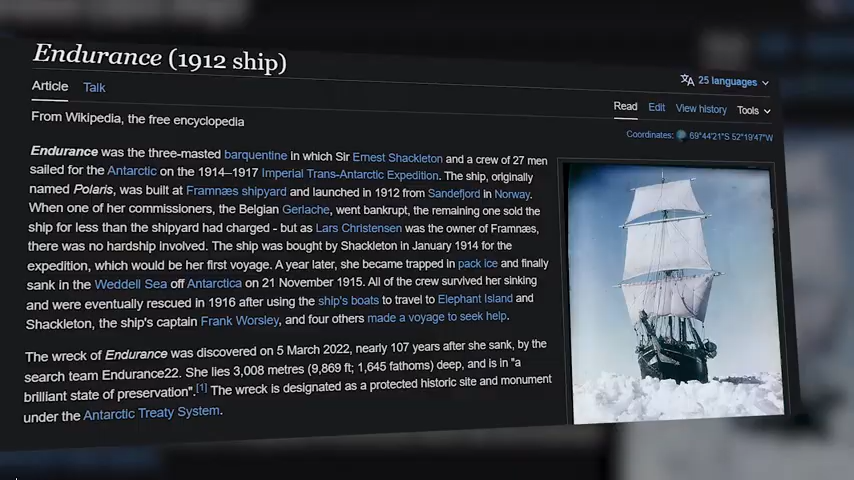 Endurance (1912 ship)
25 languages
Article Talk
Read Edit View history Tools
From Wikipedia, the free encyclopedia
Coordinates: 69°44′21″S 52°19′47″W
Endurance was the three-masted barquentine in which Sir Ernest Shackleton and a crew of 27 men
sailed for the Antarctic on the 1914–1917 Imperial Trans-Antarctic Expedition. The ship, originally
named Polaris, was built at Framnæs shipyard and launched in 1912 from Sandefjord in Norway.
When one of her commissioners, the Belgian Gerlache, went bankrupt, the remaining one sold the
ship for less than the shipyard had charged - but as Lars Christensen was the owner of Framnæs,
there was no hardship involved. The ship was bought by Shackleton in January 1914 for the
expedition, which would be her first voyage. A year later, she became trapped in pack ice and finally
sank in the Weddell Sea off Antarctica on 21 November 1915. All of the crew survived her sinking
and were eventually rescued in 1916 after using the ship's boats to travel to Elephant Island and
Shackleton, the ship's captain Frank Worsley, and four others made a voyage to seek help.
The wreck of Endurance was discovered on 5 March 2022, nearly 107 years after she sank, by the
search team Endurance22. She lies 3,008 metres (9,869 ft; 1,645 fathoms) deep, and is in "a
brilliant state of preservation".[1] The wreck is designated as a protected historic site and monument
under the Antarctic Treaty System.